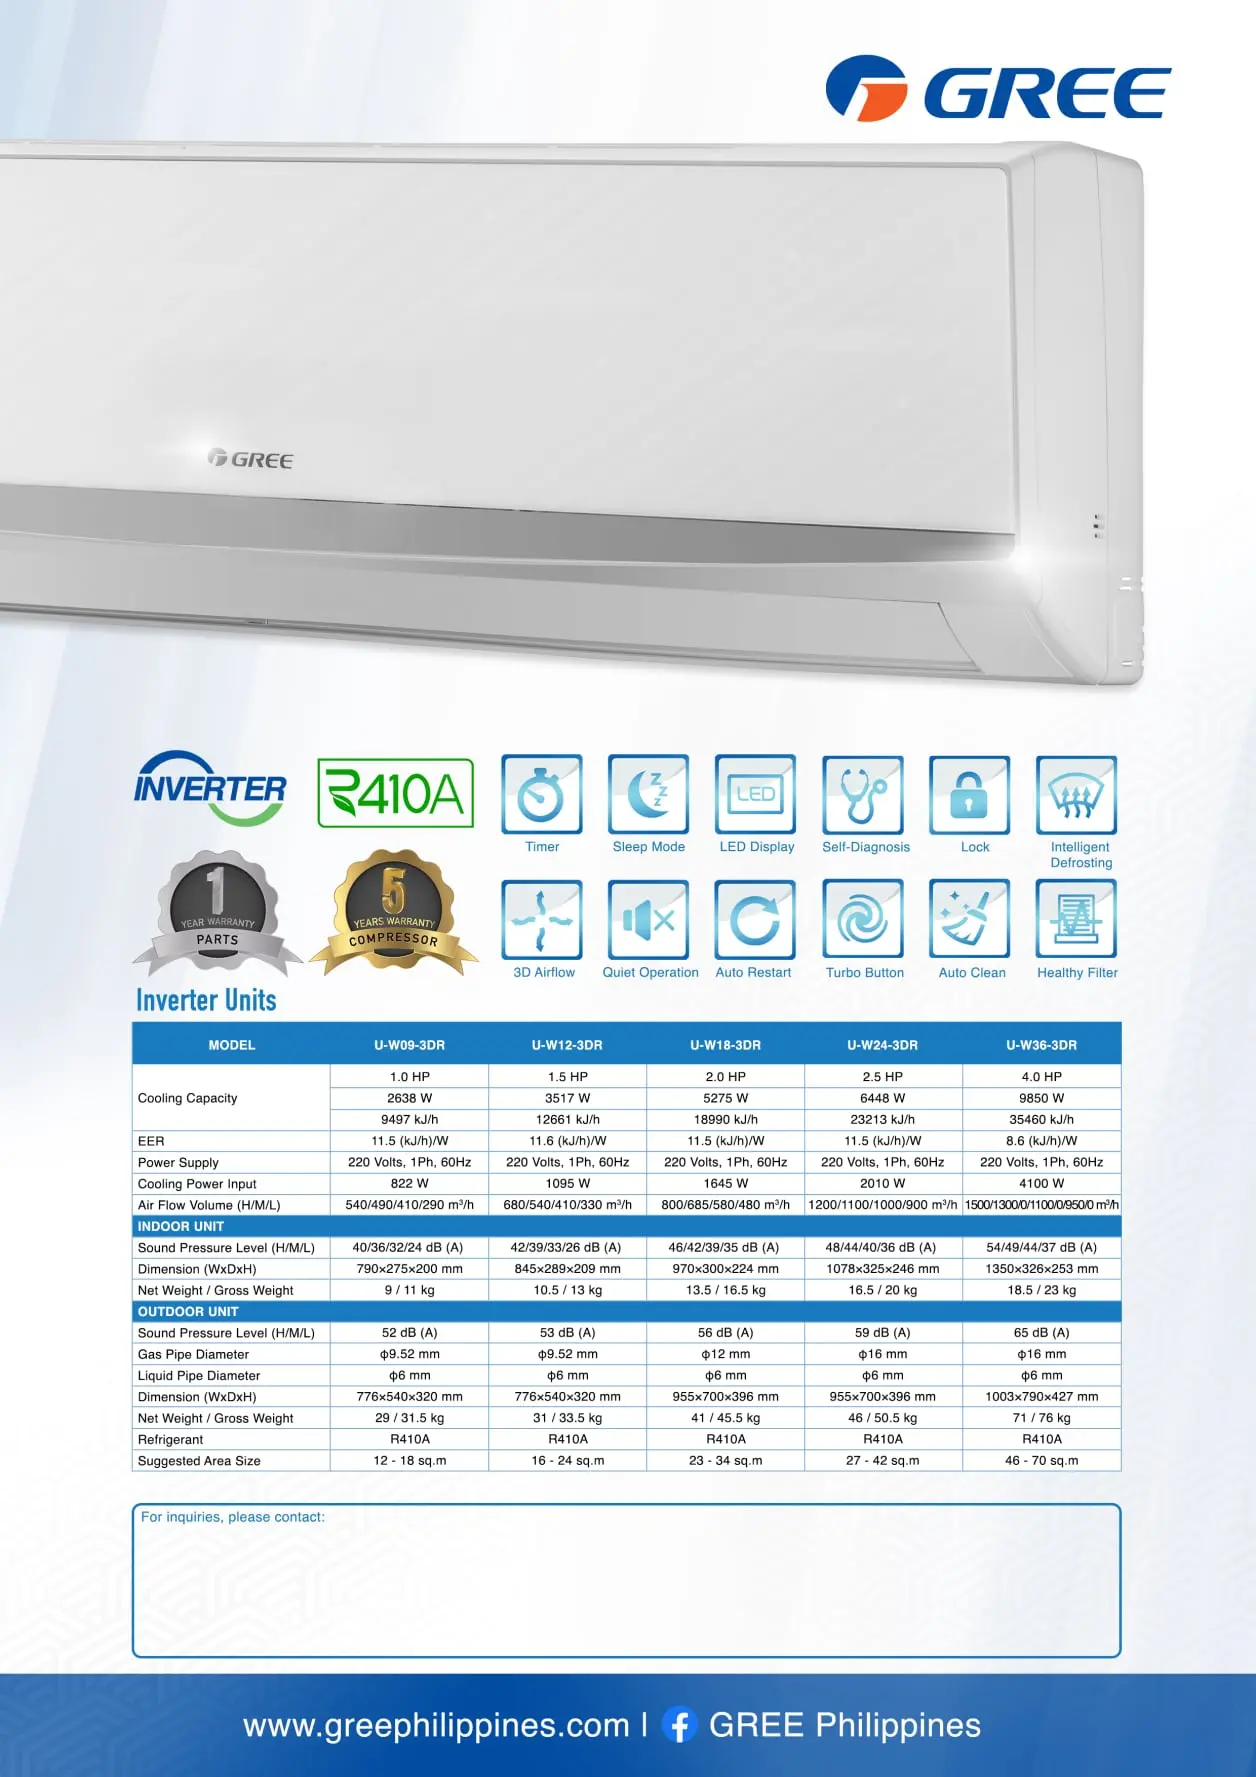 GREE
GREE
INVERTER
R410A
Timer
Sleep Mode
LED
LED Display
Self-Diagnosis
Lock
Intelligent
Defrosting
1
YEAR WARRANTY
PARTS
5
YEARS WARRANTY
COMPRESSOR
3D Airflow
Quiet Operation
Auto Restart
Turbo Button
Auto Clean
Healthy Filter
Inverter Units
MODEL U-W09-3DR U-W12-3DR U-W18-3DR U-W24-3DR U-W36-3DR
Cooling Capacity
1.0 HP 1.5 HP 2.0 HP 2.5 HP 4.0 HP
2638 W 3517 W 5275 W 6448 W 9850 W
9497 kJ/h 12661 kJ/h 18990 kJ/h 23213 kJ/h 35460 kJ/h
EER 11.5 (kJ/h)/W 11.6 (kJ/h)/W 11.5 (kJ/h)/W 11.5 (kJ/h)/W 8.6 (kJ/h)/W
Power Supply 220 Volts, 1Ph, 60Hz 220 Volts, 1Ph, 60Hz 220 Volts, 1Ph, 60Hz 220 Volts, 1Ph, 60Hz 220 Volts, 1Ph, 60Hz
Cooling Power Input 822 W 1095 W 1645 W 2010 W 4100 W
Air Flow Volume (H/M/L) 540/490/410/290 m³/h 680/540/410/330 m³/h 800/685/580/480 m³/h 1200/1100/1000/900 m³/h 1500/1300/0/1100/0/950/0 m³/h
INDOOR UNIT
Sound Pressure Level (H/M/L) 40/36/32/24 dB (A) 42/39/33/26 dB (A) 46/42/39/35 dB (A) 48/44/40/36 dB (A) 54/49/44/37 dB (A)
Dimension (WxDxH) 790×275×200 mm 845×289×209 mm 970×300×224 mm 1078×325×246 mm 1350×326×253 mm
Net Weight / Gross Weight 9 / 11 kg 10.5 / 13 kg 13.5 / 16.5 kg 16.5 / 20 kg 18.5 / 23 kg
OUTDOOR UNIT
Sound Pressure Level (H/M/L) 52 dB (A) 53 dB (A) 56 dB (A) 59 dB (A) 65 dB (A)
Gas Pipe Diameter φ9.52 mm φ9.52 mm φ12 mm φ16 mm φ16 mm
Liquid Pipe Diameter φ6 mm φ6 mm φ6 mm φ6 mm φ6 mm
Dimension (WxDxH) 776×540×320 mm 776×540×320 mm 955×700×396 mm 955×700×396 mm 1003×790×427 mm
Net Weight / Gross Weight 29 / 31.5 kg 31 / 33.5 kg 41 / 45.5 kg 46 / 50.5 kg 71 / 76 kg
Refrigerant R410A R410A R410A R410A R410A
Suggested Area Size 12 - 18 sq.m 16 - 24 sq.m 23 - 34 sq.m 27 - 42 sq.m 46 - 70 sq.m
For inquiries, please contact:
www.greephilippines.com | GREE Philippines